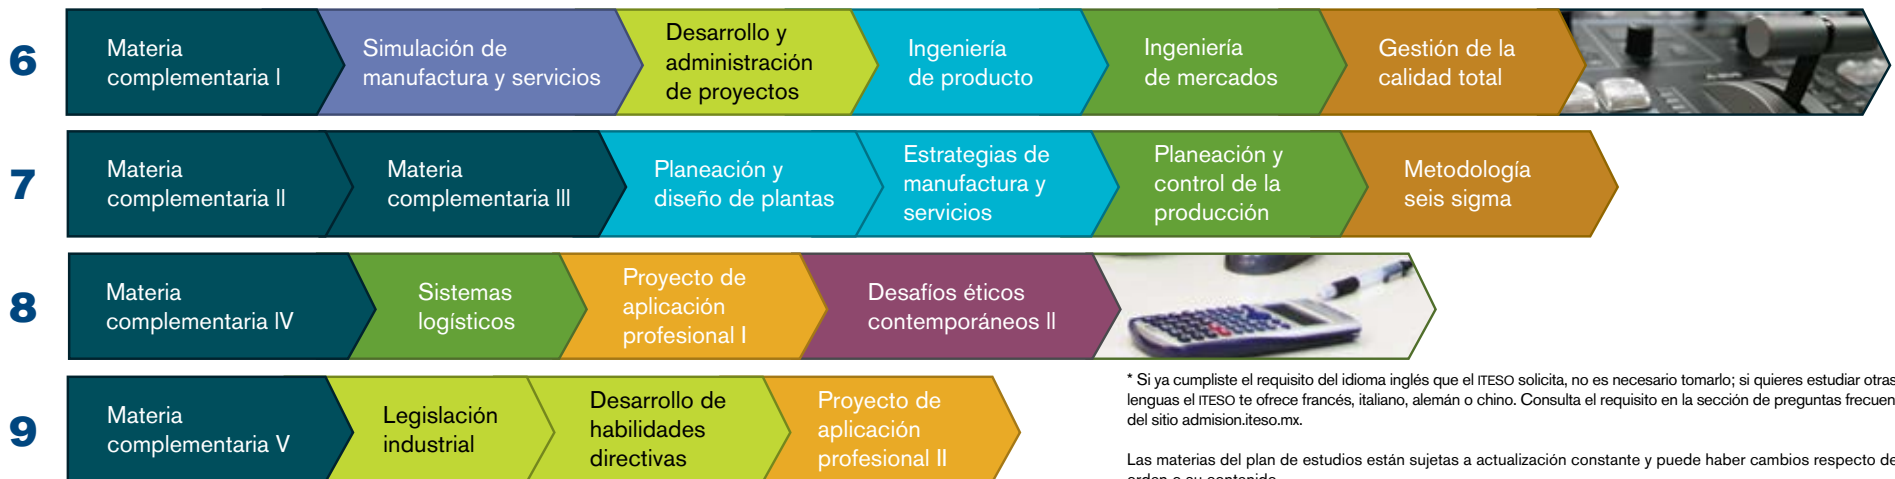 6
Materia
complementaria I
Simulación de
manufactura y servicios
Desarrollo y
administración
de proyectos
Ingeniería
de producto
Ingeniería
de mercados
Gestión de la
calidad total
7
Materia
complementaria II
Materia
complementaria III
Planeación y
diseño de plantas
Estrategias de
manufactura y
servicios
Planeación y
control de la
producción
Metodología
seis sigma
8
Materia
complementaria IV
Sistemas
logísticos
Proyecto de
aplicación
profesional I
Desafíos éticos
contemporáneos II
9
Materia
complementaria V
Legislación
industrial
Desarrollo de
habilidades
directivas
Proyecto de
aplicación
profesional II
* Si ya cumpliste el requisito del idioma inglés que el ITESO solicita, no es necesario tomarlo; si quieres estudiar otras
lenguas el ITESO te ofrece francés, italiano, alemán o chino. Consulta el requisito en la sección de preguntas frecuen
del sitio admision.iteso.mx.
Las materias del plan de estudios están sujetas a actualización constante y puede haber cambios respecto de